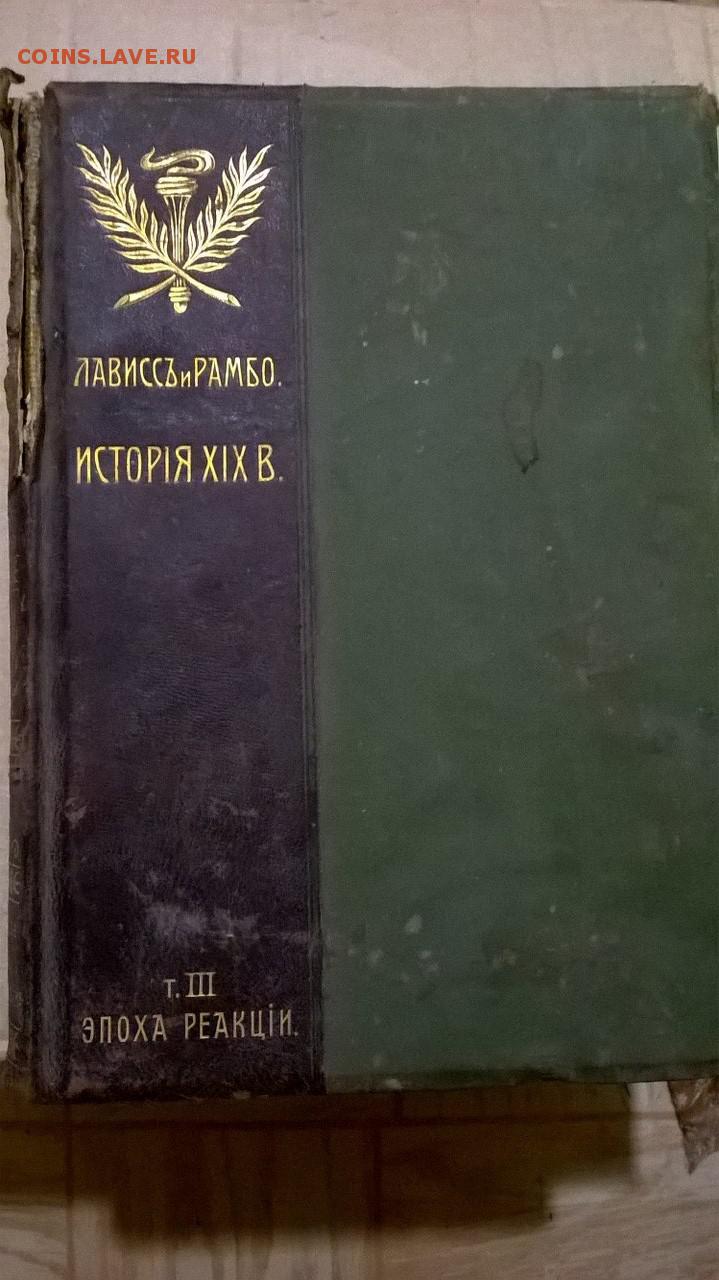 COINS.LAVE.RU
ЛАВИССЪ и РАМБО.
ИСТОРІЯ XIX В.
Т. III
ЭПОХА РЕАКЦІИ.